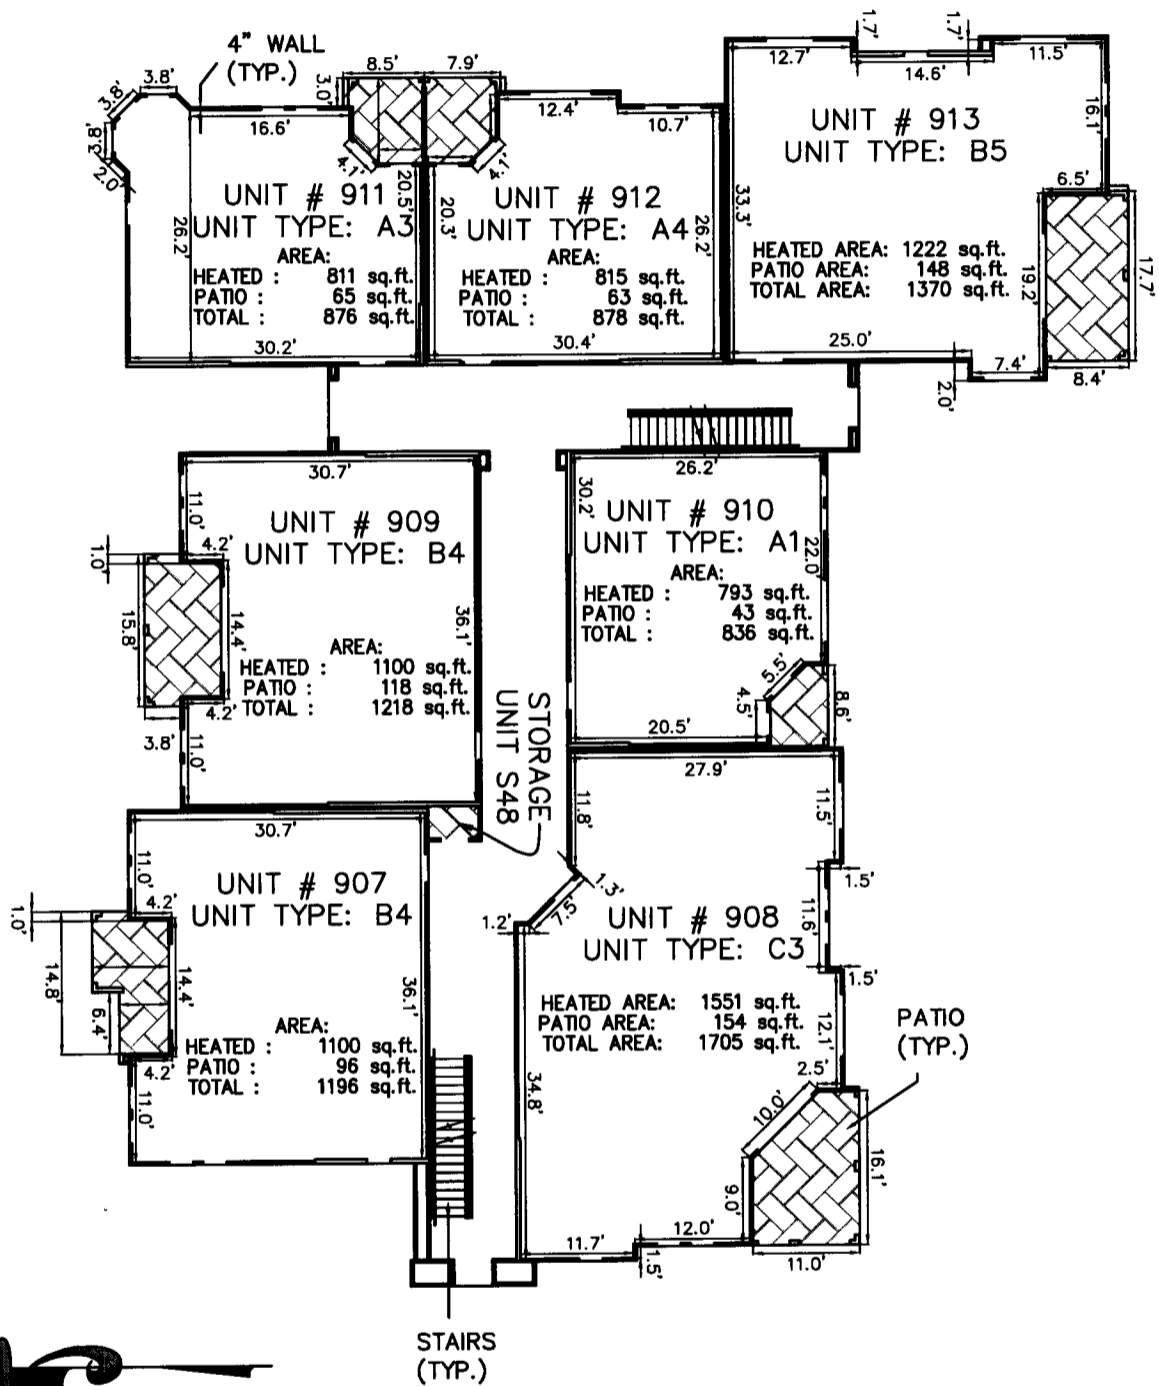 4" WALL
(TYP.)
3.8'
3.8'
3.8'
2.0'
16.6'
3.0'
8.5'
7.9'
4.1'
4.1'
12.4'
10.7'
26.2'
20.5'
20.3'
26.2'
UNIT # 911
UNIT TYPE: A3
AREA:
HEATED : 811 sq.ft.
PATIO : 65 sq.ft.
TOTAL : 876 sq.ft.
30.2'
UNIT # 912
UNIT TYPE: A4
AREA:
HEATED : 815 sq.ft.
PATIO : 63 sq.ft.
TOTAL : 878 sq.ft.
30.4'
1.7'
1.7'
12.7'
14.6'
11.5'
16.1'
33.3'
UNIT # 913
UNIT TYPE: B5
HEATED AREA: 1222 sq.ft.
PATIO AREA: 148 sq.ft.
TOTAL AREA: 1370 sq.ft.
6.5'
19.2'
17.7'
25.0'
7.4'
8.4'
2.0'
30.7'
11.0'
UNIT # 909
UNIT TYPE: B4
4.2'
1.0'
15.8'
14.4'
36.1'
AREA:
HEATED : 1100 sq.ft.
PATIO : 118 sq.ft.
TOTAL : 1218 sq.ft.
4.2'
3.8'
11.0'
26.2'
30.2'
UNIT # 910
UNIT TYPE: A1
22.0'
AREA:
HEATED : 793 sq.ft.
PATIO : 43 sq.ft.
TOTAL : 836 sq.ft.
5.5'
4.5'
8.6'
20.5'
STORAGE
UNIT S48
30.7'
11.0'
UNIT # 907
UNIT TYPE: B4
4.2'
1.0'
14.8'
6.4'
14.4'
36.1'
AREA:
HEATED : 1100 sq.ft.
PATIO : 96 sq.ft.
TOTAL : 1196 sq.ft.
4.2'
11.0'
27.9'
11.8'
11.5'
1.3'
7.5'
1.2'
1.5'
11.6'
1.5'
UNIT # 908
UNIT TYPE: C3
HEATED AREA: 1551 sq.ft.
PATIO AREA: 154 sq.ft.
TOTAL AREA: 1705 sq.ft.
12.1'
2.5'
34.8'
10.0'
9.0'
16.1'
12.0'
11.7'
1.5'
11.0'
PATIO
(TYP.)
STAIRS
(TYP.)